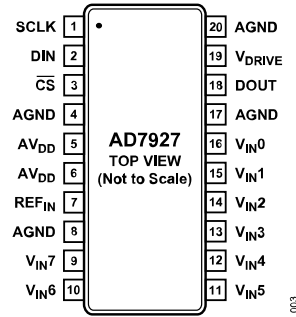 SCLK 1 20 AGND
DIN 2 19 VDRIVE
CS 3 18 DOUT
AGND 4 17 AGND
AVDD 5 AD7927 16 VIN0
AVDD 6 TOP VIEW 15 VIN1
REFIN 7 (Not to Scale) 14 VIN2
AGND 8 13 VIN3
VIN7 9 12 VIN4
VIN6 10 11 VIN5
003